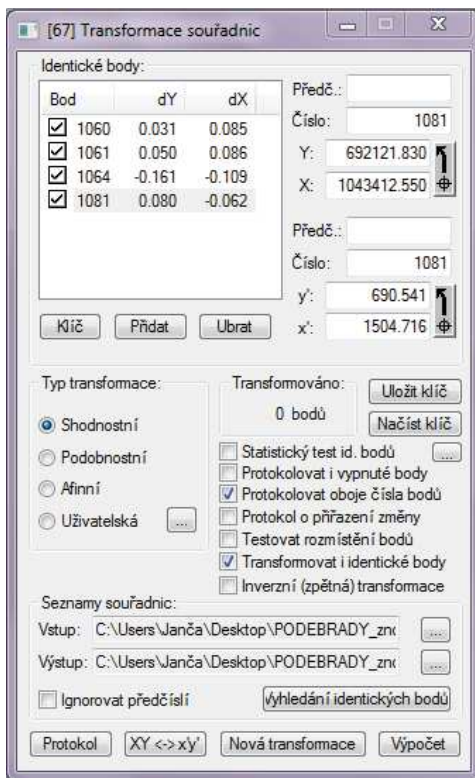 [67] Transformace souřadnic
Identické body:
Bod dY dX
1060 0.031 0.085
1061 0.050 0.086
1064 -0.161 -0.109
1081 0.080 -0.062
Předč.:
Číslo: 1081
Y: 692121.830
X: 1043412.550
Předč.:
Číslo: 1081
y': 690.541
x': 1504.716
Klíč Přidat Ubrat
Typ transformace:
Shodnostní
Podobnostní
Afinní
Uživatelská ...
Transformováno:
0 bodů
Uložit klíč
Načíst klíč
Statistický test id. bodů ...
Protokolovat i vypnuté body
Protokolovat oboje čísla bodů
Protokol o přiřazení změny
Testovat rozmístění bodů
Transformovat i identické body
Inverzní (zpětná) transformace
Seznamy souřadnic:
Vstup: C:\Users\Janča\Desktop\PODEBRADY_zno ...
Výstup: C:\Users\Janča\Desktop\PODEBRADY_zno ...
Ignorovat předčíslí Vyhledání identických bodů
Protokol XY <-> x'y' Nová transformace Výpočet